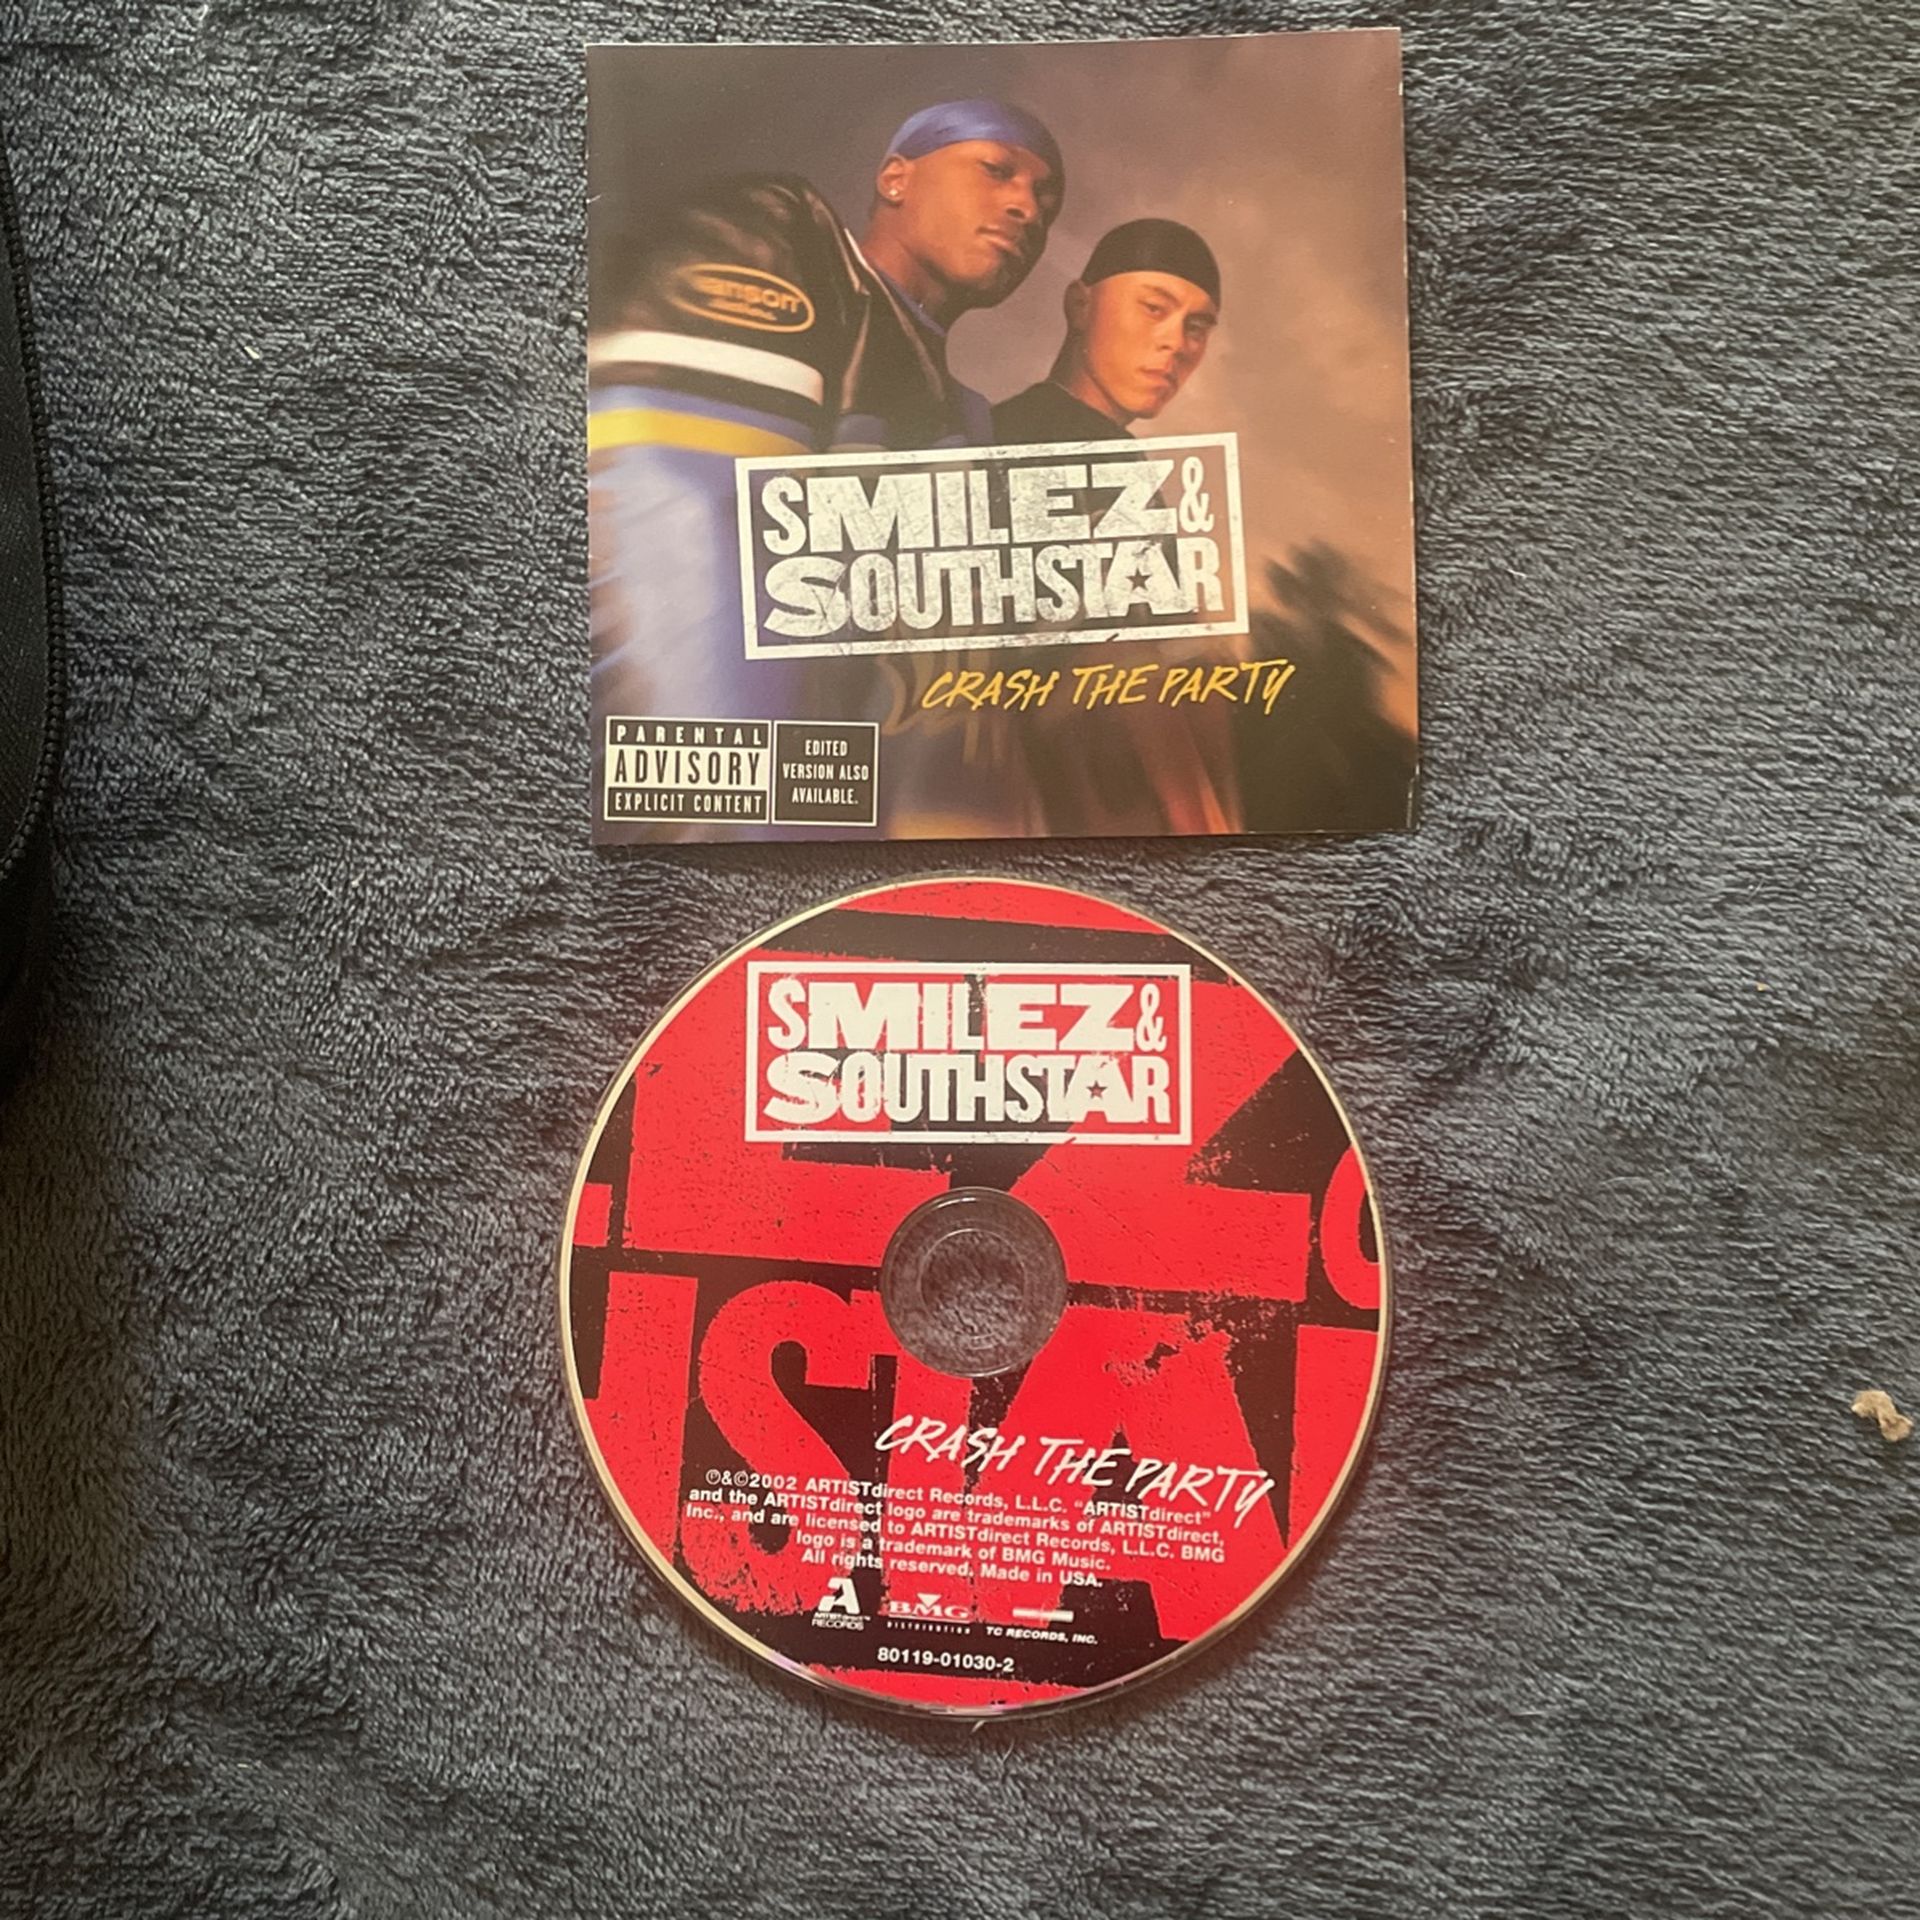 SMILEZ &
SOUTHSTAR
CRASH THE PARTY
PARENTAL
ADVISORY
EXPLICIT CONTENT
EDITED
VERSION ALSO
AVAILABLE.
SMILEZ &
SOUTHSTAR
CRASH THE PARTY
℗&©2002 ARTISTdirect Records, L.L.C. "ARTISTdirect"
and the ARTISTdirect logo are trademarks of ARTISTdirect,
Inc., and are licensed to ARTISTdirect Records, L.L.C. BMG
logo is a trademark of BMG Music.
All rights reserved. Made in USA.
A
ARTISTdirect™
RECORDS
BMG
DISTRIBUTION
TC RECORDS, INC.
80119-01030-2